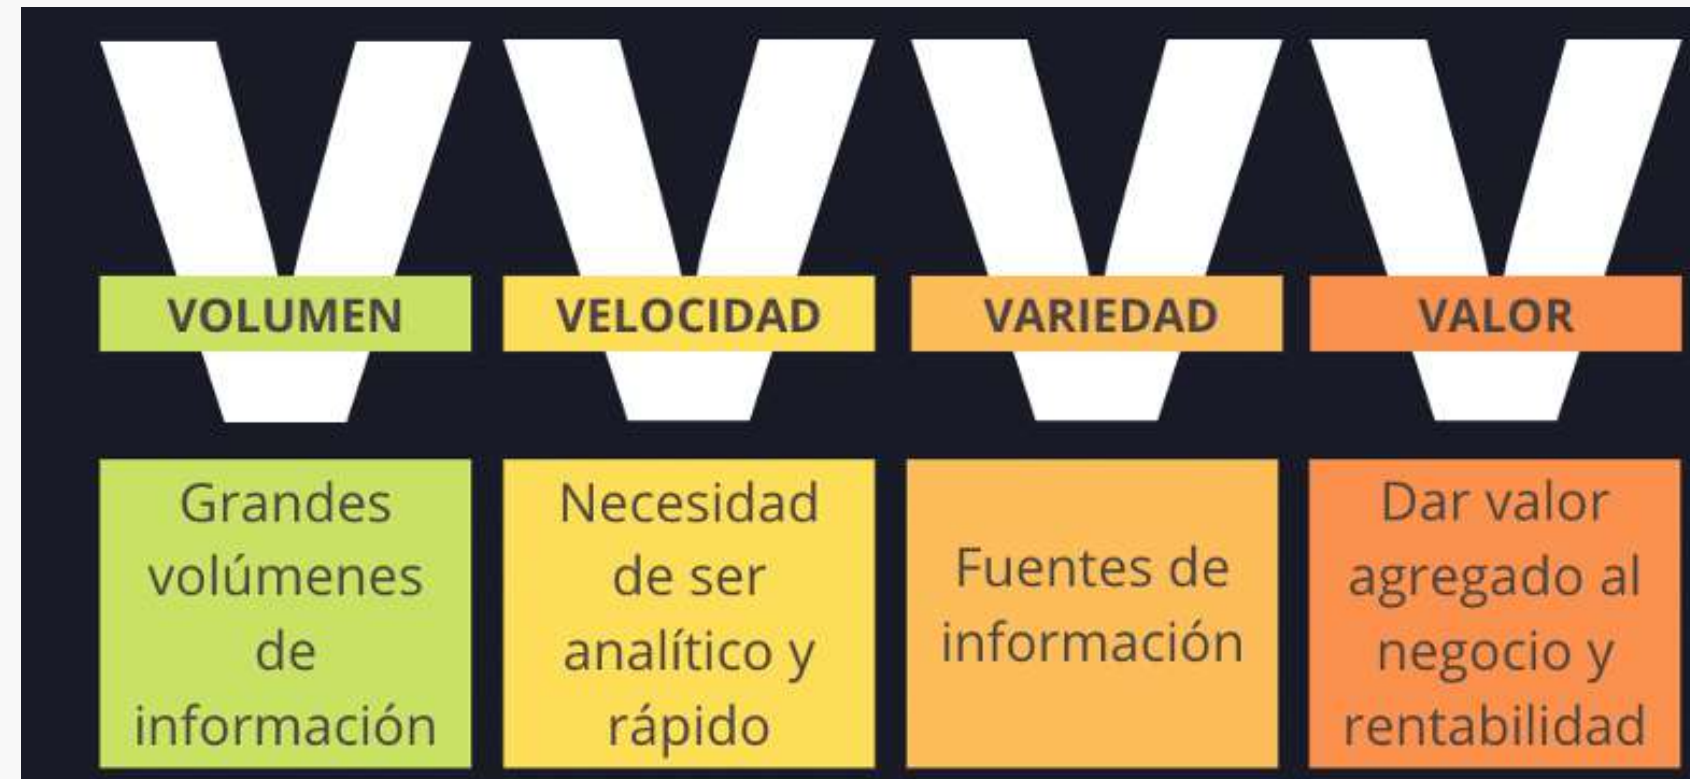 V V V V
VOLUMEN
VELOCIDAD
VARIEDAD
VALOR
Grandes
volúmenes
de
información
Necesidad
de ser
analítico y
rápido
Fuentes de
información
Dar valor
agregado al
negocio y
rentabilidad